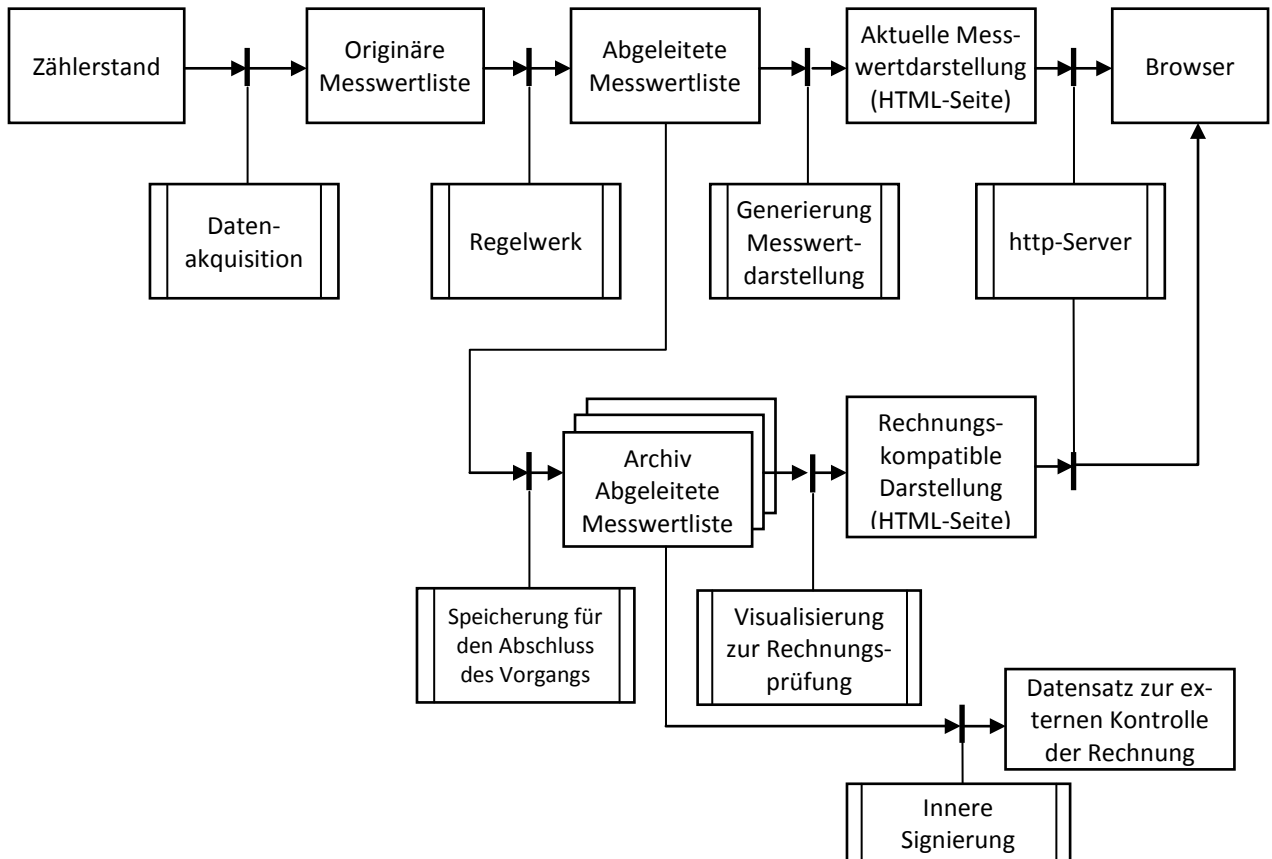 Zählerstand
Originäre
Messwertliste
Abgeleitete
Messwertliste
Aktuelle Mess-
wertdarstellung
(HTML-Seite)
Browser
Daten-
akquisition
Regelwerk
Generierung
Messwert-
darstellung
http-Server
Archiv
Abgeleitete
Messwertliste
Rechnungs-
kompatible
Darstellung
(HTML-Seite)
Speicherung für
den Abschluss
des Vorgangs
Visualisierung
zur Rechnungs-
prüfung
Datensatz zur ex-
ternen Kontrolle
der Rechnung
Innere
Signierung